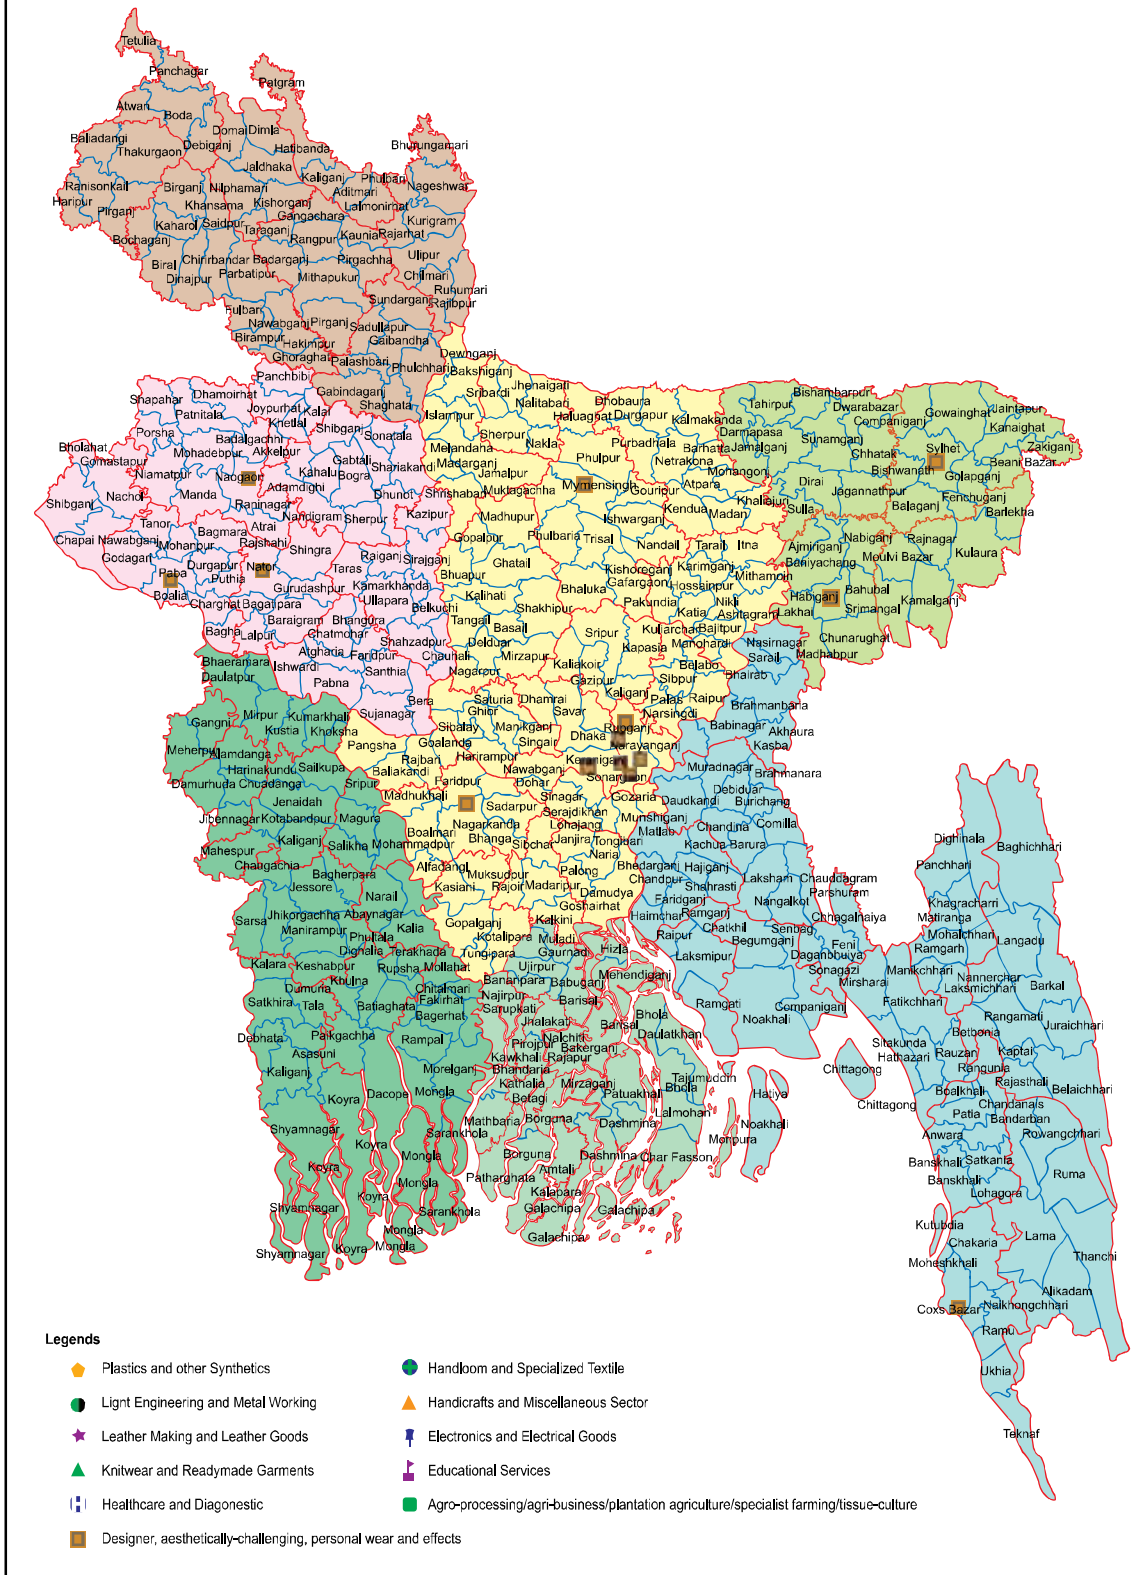 Tetulia
Panchagar
Patgram
Atwari
Boda
Domar Dimla
Baliadangi
Debiganj
Hatibanda
Bhurungamari
Thakurgaon
Jaldhaka
Kaliganj
Phulbari
Ranisonkail
Birganj
Nilphamari
Aditmari
Nageshwar
Haripur
Pirganj
Khansama
Kishorganj
Lalmonirhat
Gangachara
Kaharol
Saidpur
Taraganj
Kaunia
Rajarhat
Kurigram
Bochaganj
Rangpur
Biral
Chirirbandar
Badarganj
Pirgachha
Ulipur
Dinajpur
Parbatipur
Mithapukur
Chilmari
Runumari
Sundarganj
Rajibpur
Fulbari
Nawabganj
Pirganj
Sadullapur
Birampur
Hakimpur
Gaibandha
Ghoraghat
Palashbari
Phulchhari
Dewnganj
Panchbibi
Bakshiganj
Gabindaganj
Jhenaigati
Shapahar
Dhamoirhat
Shaghata
Sribardi
Nalitabari
Dhobaura
Bishambarpur
Patnitala
Joypurhat
Kalai
Islampur
Haluaghat
Durgapur
Kalmakanda
Tahirpur
Dwarabazar
Gowainghat
Jaintapur
Porsha
Khetlal
Shibganj
Sonatala
Sherpur
Nakla
Purbadhala
Barhatta
Darmapasa
Sunamganj
Companiganj
Kanaighat
Bholahat
Badalgachhi
Akkelpur
Melandaha
Jamalganj
Chhatak
Sylhet
Zakiganj
Gomastapur
Mohadebpur
Gabtali
Shariakandi
Madarganj
Jamalpur
Phulpur
Netrakona
Mohangonj
Bishwanath
Beani Bazar
Niamatpur
Naogaon
Kahalu
Bogra
Dirai
Golapganj
Shibganj
Nachol
Manda
Adamdighi
Dhunot
Shrishabari
Muktagachha
Mymensingh
Gouripur
Atpara
Khaliajuri
Jagannathpur
Fenchuganj
Raninagar
Kazipur
Madhupur
Kendua
Madan
Sulla
Balaganj
Barlekha
Chapai Nawabganj
Tanor
Bagmara
Atrai
Nandigram
Sherpur
Gopalpur
Phulbaria
Trisal
Ishwarganj
Nandail
Tarail
Itna
Ajmiriganj
Nabiganj
Rajnagar
Godagari
Mohanpur
Rajshahi
Shingra
Raiganj
Sirajganj
Ghatail
Kishoreganj
Karimganj
Baniyachang
Moulvi Bazar
Kulaura
Paba
Durgapur
Nator
Taras
Kamarkhanda
Bhuapur
Bhaluka
Gafargaon
Hossainpur
Mithamoin
Puthia
Gurudashpur
Ullapara
Kalihati
Shakhipur
Pakundia
Nikli
Habiganj
Bahubal
Kamalganj
Boalia
Charghat
Bagatipara
Belkuchi
Katia
Ashtagram
Lakhai
Srimangal
Baraigram
Bhangura
Tangail
Basail
Sripur
Kuliarchar
Bajitpur
Bagha
Lalpur
Chatmohar
Shahzadpur
Delduar
Kapasia
Monohardi
Nasirnagar
Chunarughat
Atgharia
Faridpur
Chauhali
Mirzapur
Kaliakoir
Belabo
Sarail
Madhabpur
Bhaeramara
Ishwardi
Santhia
Nagarpur
Gazipur
Sibpur
Bhairab
Daulatpur
Pabna
Bera
Saturia
Dhamrai
Kaliganj
Palas
Raipur
Brahmanbaria
Gangni
Mirpur
Kumarkhali
Sujanagar
Ghior
Savar
Narsingdi
Kustia
Khoksha
Sibalay
Manikganj
Rupganj
Babinagar
Akhaura
Meherpur
Alamdanga
Pangsha
Goalanda
Singair
Dhaka
Narayanganj
Kasba
Harinakundu
Sailkupa
Rajbari
Harirampur
Keraniganj
Muradnagar
Damurhuda
Chuadanga
Baliakandi
Nawabganj
Sonargaon
Brahmanara
Sripur
Faridpur
Dohar
Debiduar
Jenaidah
Madhukhali
Srinagar
Gozaria
Daudkandi
Burichang
Jibennagar
Kotabandpur
Magura
Sadarpur
Serajdikhan
Munshiganj
Comilla
Kaliganj
Boalmari
Nagarkanda
Lohajang
Matlab
Chandina
Mahespur
Salikha
Mohammadpur
Bhanga
Sibchar
Janjira
Tongibari
Kachua
Barura
Dighinala
Changachia
Alfadangi
Naria
Bagherpara
Muksudpur
Palong
Bhedarganj
Hajiganj
Baghichhari
Jessore
Kasiani
Rajoir
Madaripur
Damudya
Chandpur
Shahrasti
Laksham
Chauddagram
Panchhari
Narail
Goshairhat
Faridganj
Nangalkot
Parshuram
Khagracharri
Sarsa
Jhikorgachha
Abaynagar
Gopalganj
Kalkini
Haimchar
Ramganj
Chhagalnaiya
Matiranga
Manirampur
Kalia
Kotalipara
Muladi
Raipur
Chatkhil
Senbag
Mohalchhari
Phultala
Terakhada
Tungipara
Gaurnadi
Hizla
Begumganj
Feni
Ramgarh
Langadu
Dighalia
Laksmipur
Daganbhuiya
Kalara
Keshabpur
Rupsha
Mollahat
Ujirpur
Mehendiganj
Sonagazi
Manikchhari
Khulna
Bananpara
Babuganj
Mirsharai
Nannerchar
Dumuria
Chitalmari
Najirpur
Barisal
Laksmichhari
Barkal
Satkhira
Tala
Batiaghata
Fakirhat
Sarupkati
Bhola
Ramgati
Companiganj
Fatikchhari
Bagerhat
Jhalakati
Barisal
Noakhali
Rangamati
Juraichhari
Debhata
Paikgachha
Rampal
Nalchiti
Daulatkhan
Betbonia
Pirojpur
Bakerganj
Sitakunda
Kaptai
Asasuni
Kawkhali
Rajapur
Hathazari
Rauzan
Kaliganj
Morelganj
Bhandaria
Tajumuddin
Chittagong
Rangunia
Koyra
Dacope
Mongla
Kathalia
Mirzaganj
Bhola
Hatiya
Rajasthali
Belaichhari
Betagi
Patuakhali
Boalkhali
Chittagong
Chandanais
Shyamnagar
Sarankhola
Mathbaria
Borguna
Dashmina
Lalmohan
Noakhali
Patia
Bandarban
Koyra
Monpura
Anwara
Rowangchhari
Mongla
Borguna
Dashmina
Char Fasson
Banskhali
Satkania
Koyra
Amtali
Ruma
Patharghata
Banskhali
Mongla
Kalapara
Lohagora
Koyra
Shyamnagar
Sarankhola
Galachipa
Galachipa
Kutubdia
Mongla
Galachipa
Chakaria
Lama
Shyamnagar
Koyra
Mongla
Thanchi
Moheshkhali
Alikadam
Coxs Bazar
Naikhongchhari
Ramu
Ukhia
Teknaf
Legends
Plastics and other Synthetics
Handloom and Specialized Textile
Light Engineering and Metal Working
Handicrafts and Miscellaneous Sector
Leather Making and Leather Goods
Electronics and Electrical Goods
Knitwear and Readymade Garments
Educational Services
Healthcare and Diagonestic
Agro-processing/agri-business/plantation agriculture/specialist farming/tissue-culture
Designer, aesthetically-challenging, personal wear and effects